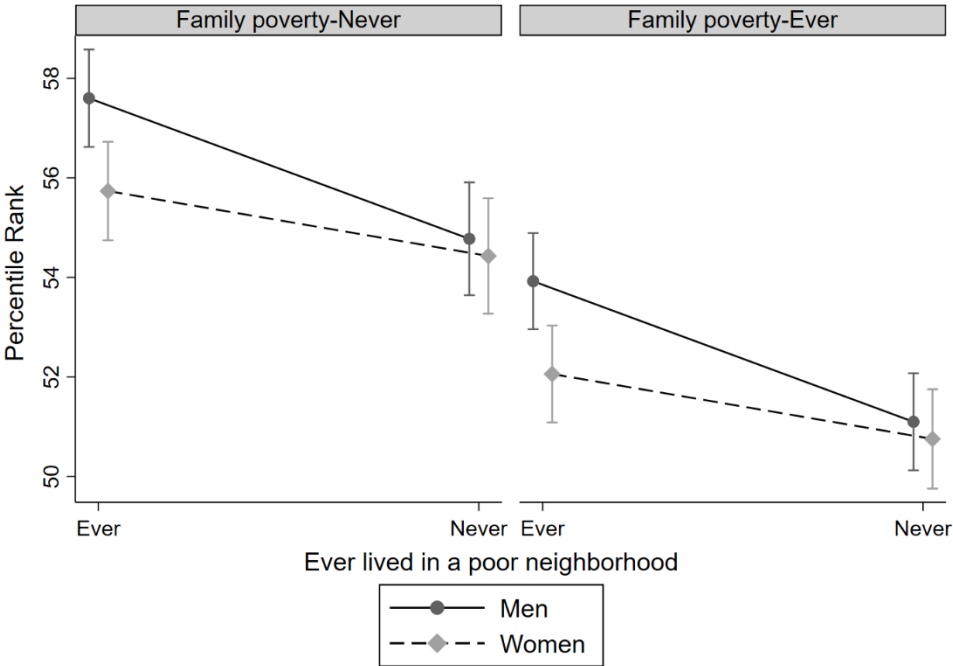 Family poverty-Never
Family poverty-Ever
58
56
54
52
50
Percentile Rank
Ever
Never
Ever
Never
Ever lived in a poor neighborhood
Men
Women